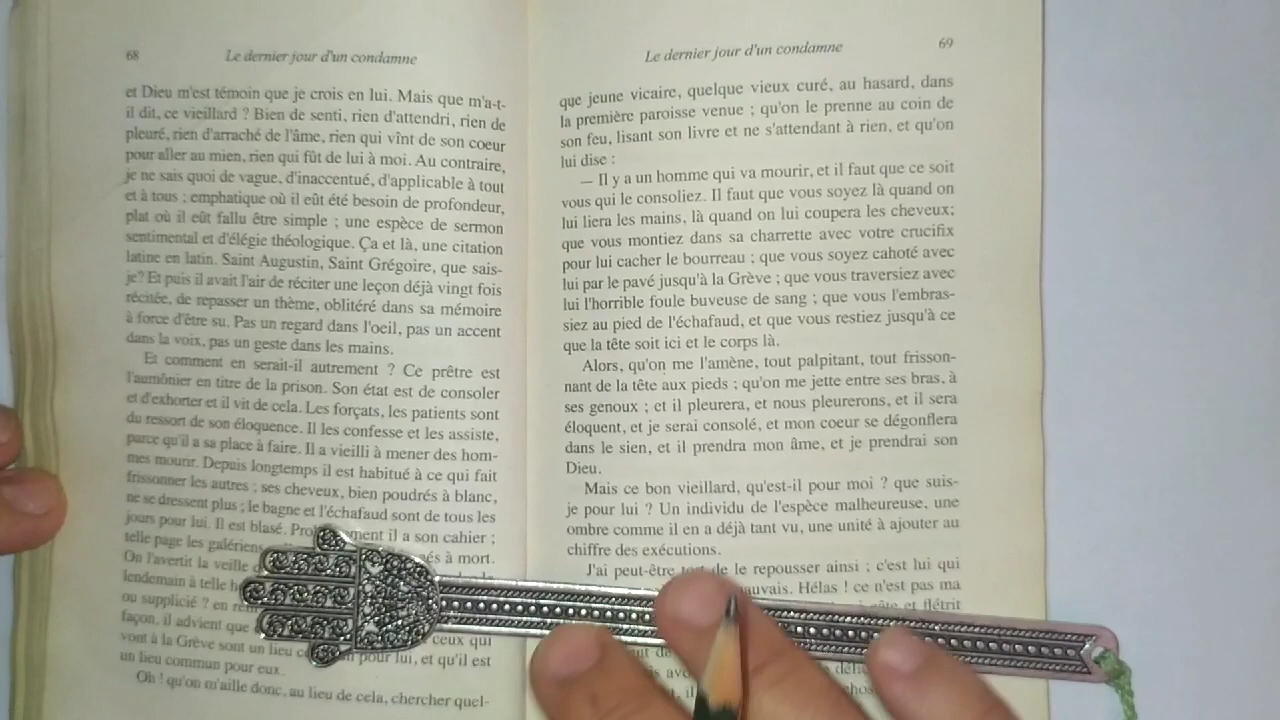 68
Le dernier jour d'un condamne
et Dieu m'est témoin que je crois en lui. Mais que m'a-t-
il dit, ce vieillard ? Bien de senti, rien d'attendri, rien de
pleuré, rien d'arraché de l'âme, rien qui vînt de son coeur
pour aller au mien, rien qui fût de lui à moi. Au contraire,
je ne sais quoi de vague, d'inaccentué, d'applicable à tout
et à tous ; emphatique où il eût été besoin de profondeur,
plat où il eût fallu être simple ; une espèce de sermon
sentimental et d'élégie théologique. Ça et là, une citation
latine en latin. Saint Augustin, Saint Grégoire, que sais-
je? Et puis il avait l'air de réciter une leçon déjà vingt fois
récitée, de repasser un thème, oblitéré dans sa mémoire
à force d'être su. Pas un regard dans l'oeil, pas un accent
dans la voix, pas un geste dans les mains.
Et comment en serait-il autrement ? Ce prêtre est
l'aumônier en titre de la prison. Son état est de consoler
et d'exhorter et il vit de cela. Les forçats, les patients sont
du ressort de son éloquence. Il les confesse et les assiste,
parce qu'il a sa place à faire. Il a vieilli à mener des hom-
mes mourir. Depuis longtemps il est habitué à ce qui fait
frissonner les autres ; ses cheveux, bien poudrés à blanc,
ne se dressent plus ; le bagne et l'échafaud sont de tous les
jours pour lui. Il est blasé. il a son cahier ;
telle page les galériens à mort.
On l'avertit la veille
lendemain à telle
ou supplicié ? en
façon, il advient que ceux qui
vont à la Grève sont un lieu pour lui, et qu'il est
un lieu commun pour eux.
Oh ! qu'on m'aille donc, au lieu de cela, chercher quel-
Le dernier jour d'un condamne
69
que jeune vicaire, quelque vieux curé, au hasard, dans
la première paroisse venue ; qu'on le prenne au coin de
son feu, lisant son livre et ne s'attendant à rien, et qu'on
lui dise :
— Il y a un homme qui va mourir, et il faut que ce soit
vous qui le consoliez. Il faut que vous soyez là quand on
lui liera les mains, là quand on lui coupera les cheveux;
que vous montiez dans sa charrette avec votre crucifix
pour lui cacher le bourreau ; que vous soyez cahoté avec
lui par le pavé jusqu'à la Grève ; que vous traversiez avec
lui l'horrible foule buveuse de sang ; que vous l'embras-
siez au pied de l'échafaud, et que vous restiez jusqu'à ce
que la tête soit ici et le corps là.
Alors, qu'on me l'amène, tout palpitant, tout frisson-
nant de la tête aux pieds ; qu'on me jette entre ses bras, à
ses genoux ; et il pleurera, et nous pleurerons, et il sera
éloquent, et je serai consolé, et mon coeur se dégonflera
dans le sien, et il prendra mon âme, et je prendrai son
Dieu.
Mais ce bon vieillard, qu'est-il pour moi ? que suis-
je pour lui ? Un individu de l'espèce malheureuse, une
ombre comme il en a déjà tant vu, une unité à ajouter au
chiffre des exécutions.
J'ai peut-être tort de le repousser ainsi ; c'est lui qui
Hélas ! ce n'est pas ma
et flétrit